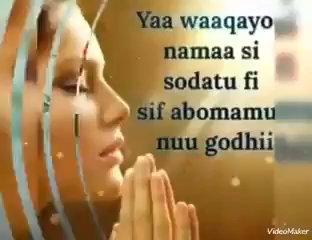 Yaa waaqayo
namaa si
sodatu fi
sif abomamu
nuu godhii
VideoMaker